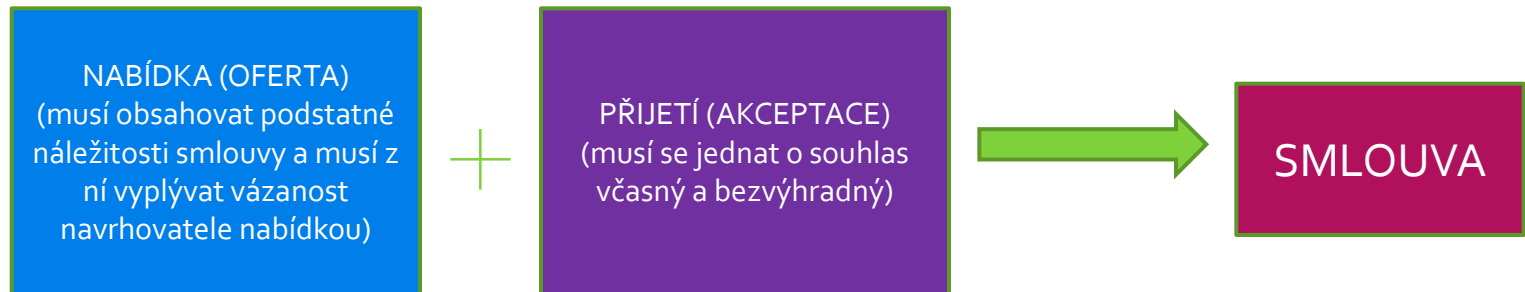 NABÍDKA (OFERTA)
(musí obsahovat podstatné
náležitosti smlouvy a musí z
ní vyplývat vázanost
navrhovatele nabídkou)
PŘIJETÍ (AKCEPTACE)
(musí se jednat o souhlas
včasný a bezvýhradný)
SMLOUVA